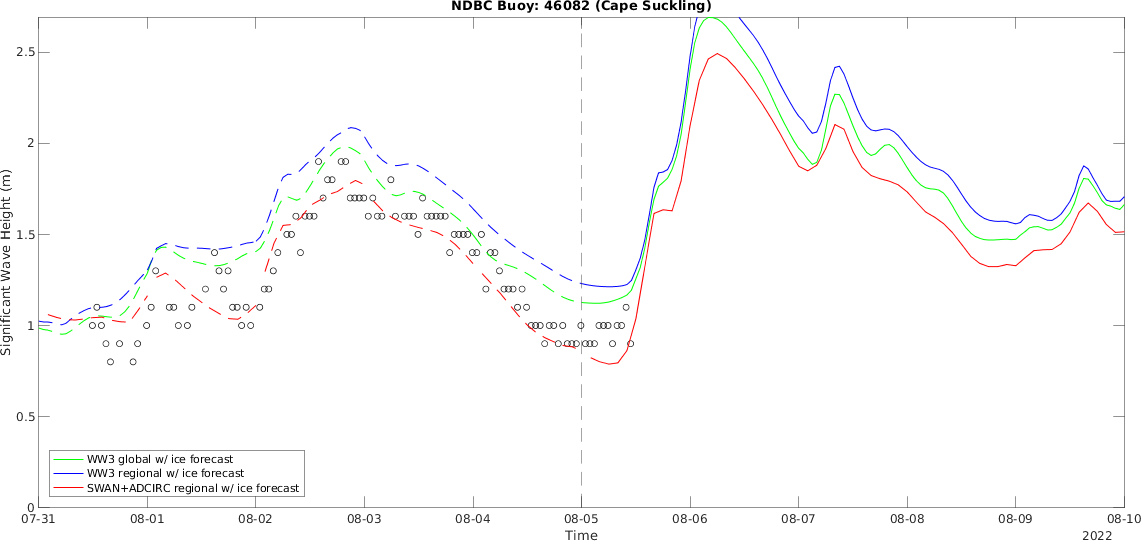 NDBC Buoy: 46082 (Cape Suckling)
Significant Wave Height (m)
2.5
2
1.5
1
0.5
0
WW3 global w/ ice forecast
WW3 regional w/ ice forecast
SWAN+ADCIRC regional w/ ice forecast
07-31 08-01 08-02 08-03 08-04 08-05 08-06 08-07 08-08 08-09 08-10
Time
2022